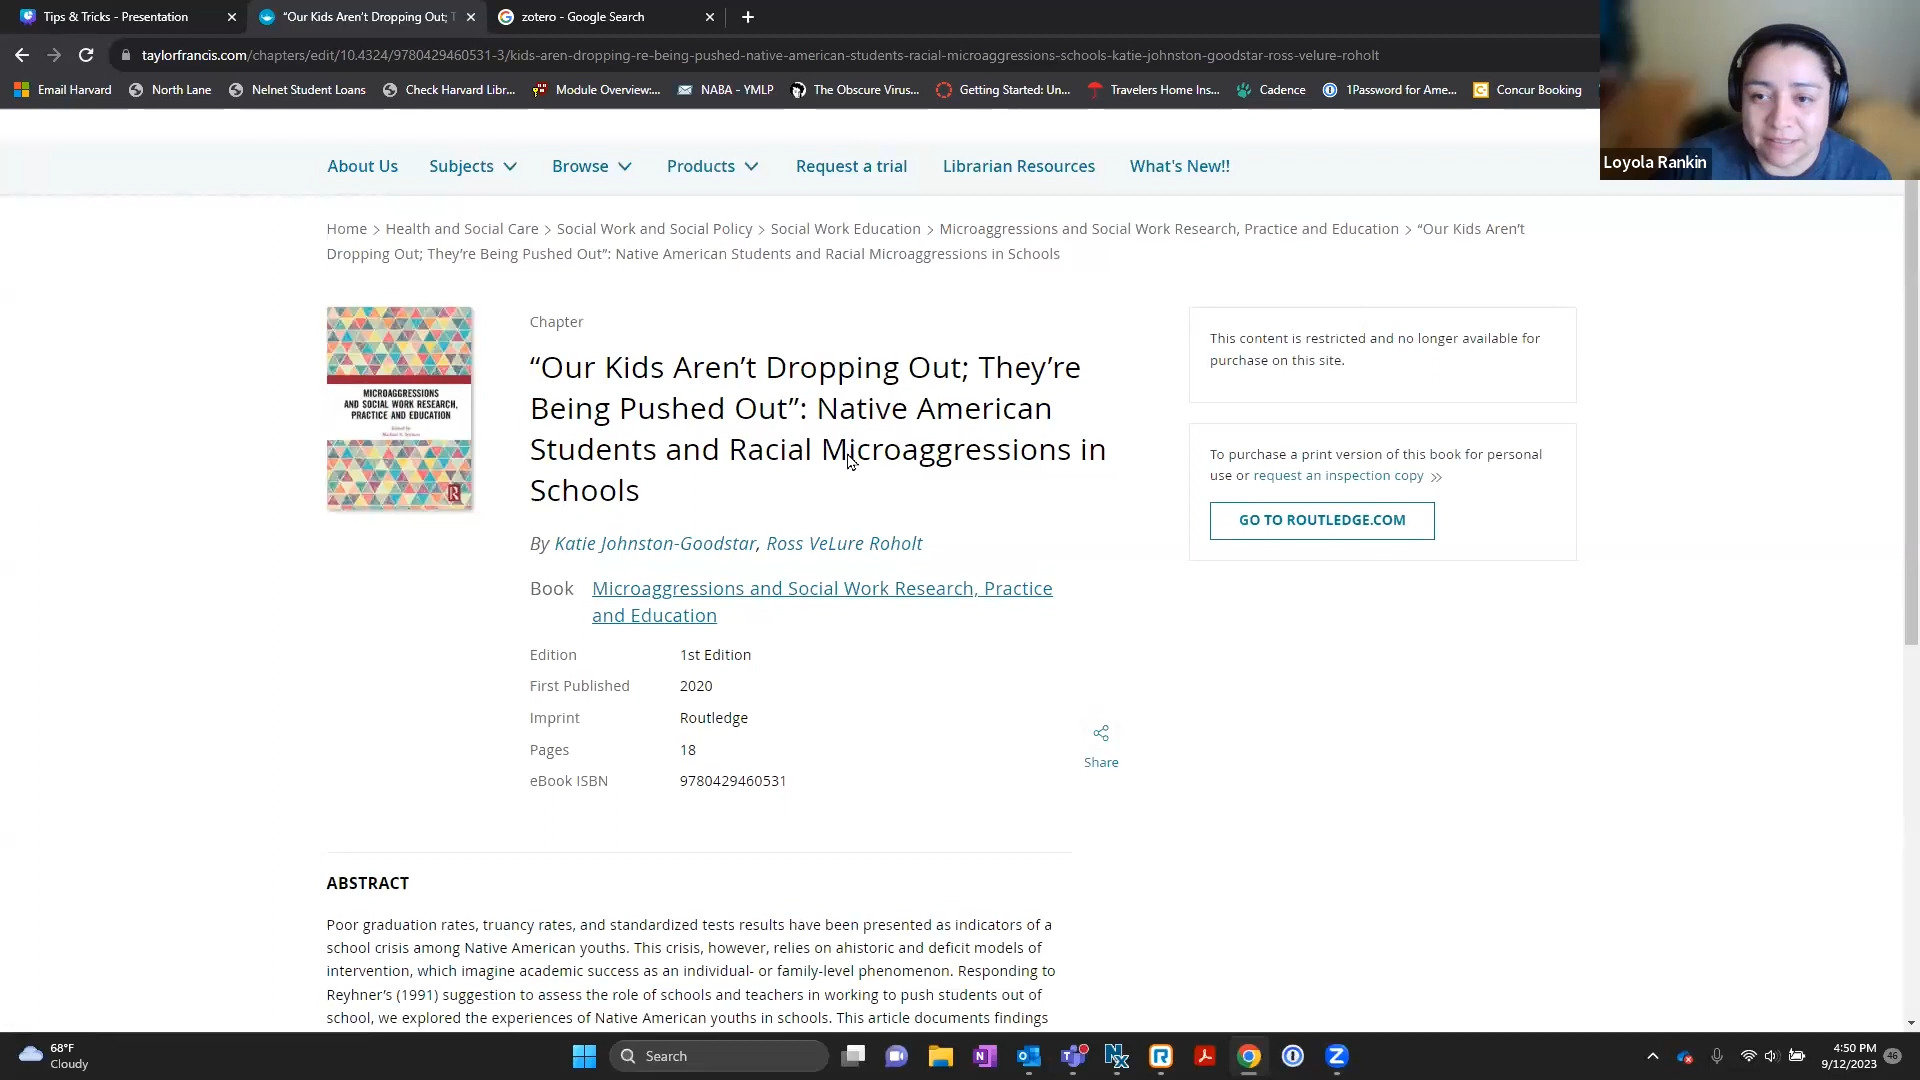 Tips & Tricks - Presentation
“Our Kids Aren’t Dropping Out; T
zotero - Google Search
taylorfrancis.com/chapters/edit/10.4324/9780429460531-3/kids-aren-dropping-re-being-pushed-native-american-students-racial-microaggressions-schools-katie-johnston-goodstar-ross-velure-roholt
Email Harvard
North Lane
Nelnet Student Loans
Check Harvard Libr...
Module Overview:...
NABA - YMLP
The Obscure Virus...
Getting Started: Un...
Travelers Home Ins...
Cadence
1Password for Ame...
Concur Booking
Loyola Rankin
About Us
Subjects
Browse
Products
Request a trial
Librarian Resources
What's New!!
Home > Health and Social Care > Social Work and Social Policy > Social Work Education > Microaggressions and Social Work Research, Practice and Education > “Our Kids Aren’t
Dropping Out; They’re Being Pushed Out”: Native American Students and Racial Microaggressions in Schools
MICROAGGRESSIONS
AND SOCIAL WORK RESEARCH,
PRACTICE AND EDUCATION
Chapter
“Our Kids Aren’t Dropping Out; They’re
Being Pushed Out”: Native American
Students and Racial Microaggressions in
Schools
By Katie Johnston-Goodstar, Ross VeLure Roholt
Book Microaggressions and Social Work Research, Practice
and Education
Edition 1st Edition
First Published 2020
Imprint Routledge
Pages 18
eBook ISBN 9780429460531
Share
This content is restricted and no longer available for
purchase on this site.
To purchase a print version of this book for personal
use or request an inspection copy >>
GO TO ROUTLEDGE.COM
ABSTRACT
Poor graduation rates, truancy rates, and standardized tests results have been presented as indicators of a
school crisis among Native American youths. This crisis, however, relies on ahistoric and deficit models of
intervention, which imagine academic success as an individual- or family-level phenomenon. Responding to
Reyhner’s (1991) suggestion to assess the role of schools and teachers in working to push students out of
school, we explored the experiences of Native American youths in schools. This article documents findings
68°F
Cloudy
Search
4:50 PM
9/12/2023
46